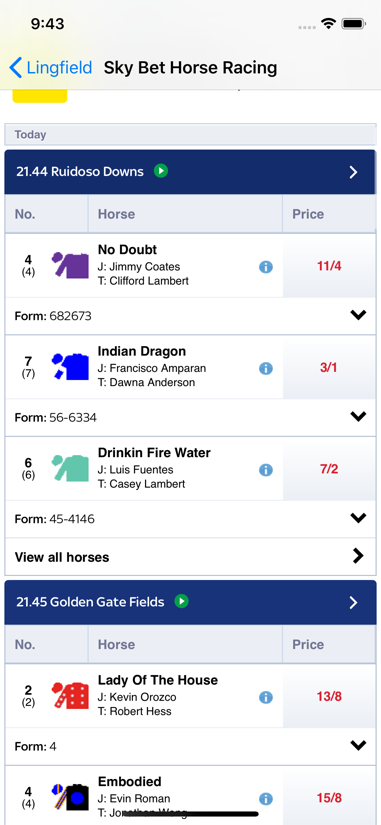 9:43
Lingfield
Sky Bet Horse Racing
Today
21.44 Ruidoso Downs
No. Horse Price
4
(4)
No Doubt
J: Jimmy Coates
T: Clifford Lambert
11/4
Form: 682673
7
(7)
Indian Dragon
J: Francisco Amparan
T: Dawna Anderson
3/1
Form: 56-6334
6
(6)
Drinkin Fire Water
J: Luis Fuentes
T: Casey Lambert
7/2
Form: 45-4146
View all horses
21.45 Golden Gate Fields
No. Horse Price
2
(2)
Lady Of The House
J: Kevin Orozco
T: Robert Hess
13/8
Form: 4
4
(4)
Embodied
J: Evin Roman
T: Jonathan Wong
15/8